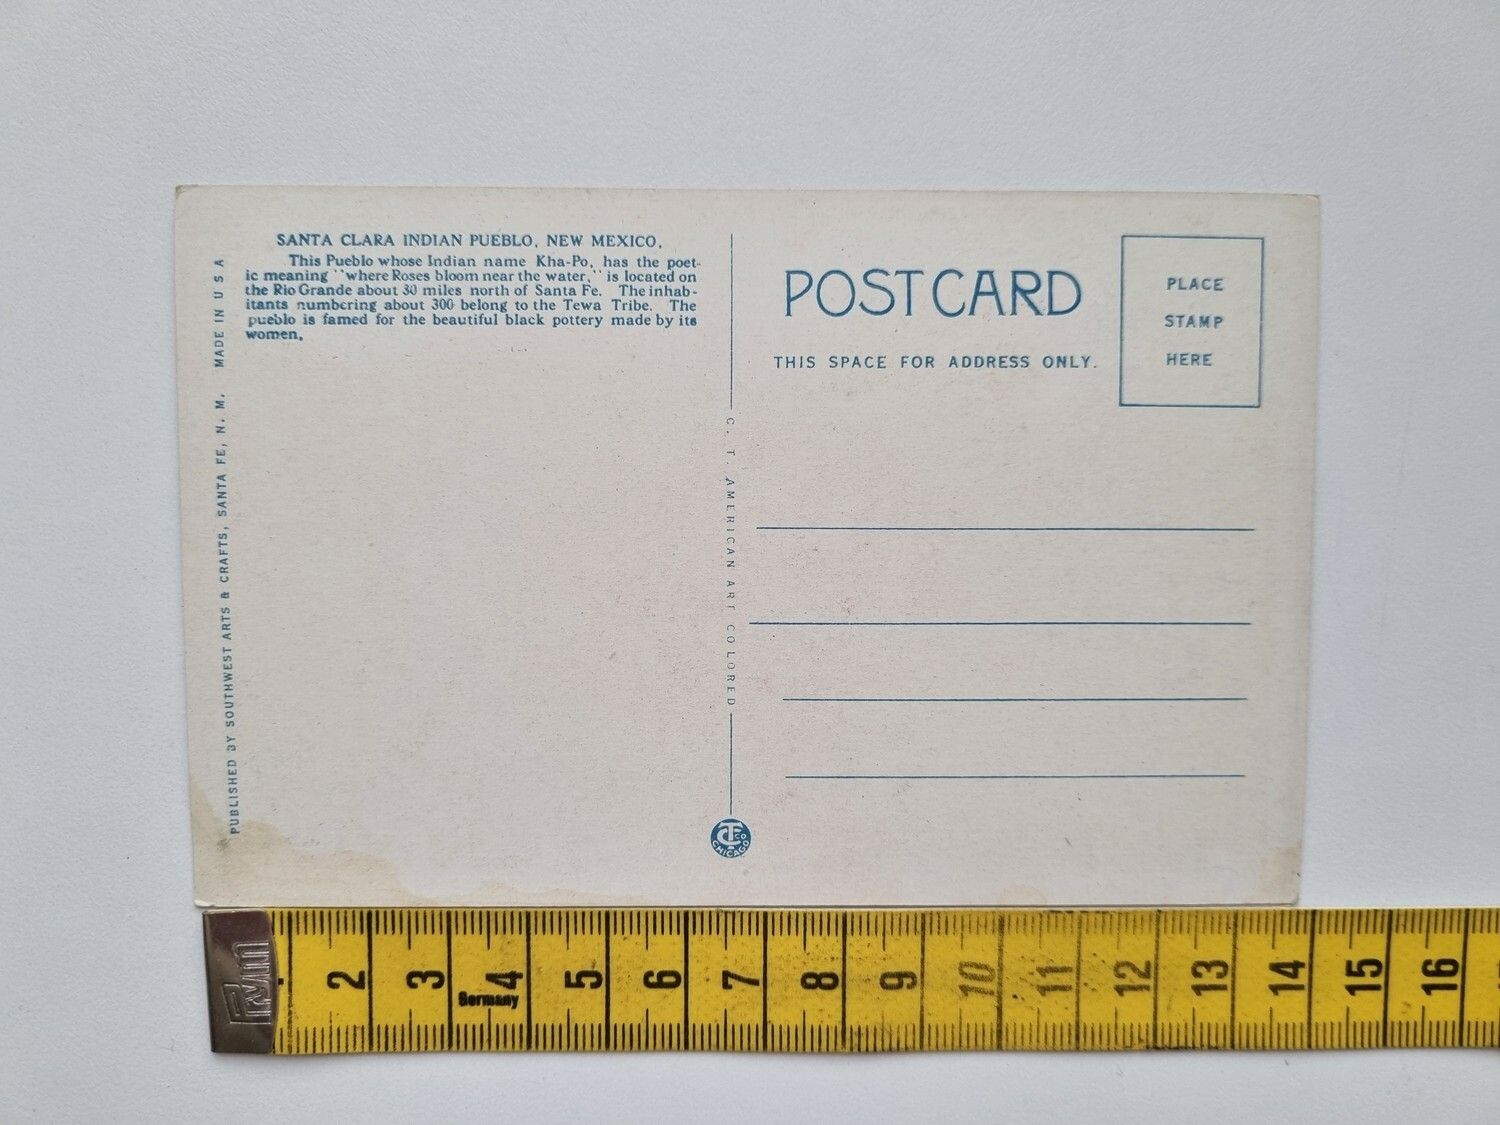 SANTA CLARA INDIAN PUEBLO, NEW MEXICO,
This Pueblo whose Indian name Kha-Po, has the poet-
ic meaning "where Roses bloom near the water," is located on
the Rio Grande about 30 miles north of Santa Fe. The inhab-
itants numbering about 300 belong to the Tewa Tribe. The
pueblo is famed for the beautiful black pottery made by its
women.
PUBLISHED BY SOUTHWEST ARTS & CRAFTS, SANTA FE, N. M. MADE IN U S A
C. T. AMERICAN ART COLORED
CT CO
CHICAGO
POST CARD
THIS SPACE FOR ADDRESS ONLY.
PLACE
STAMP
HERE
Prym
2 3 4 5 6 7 8 9 10 11 12 13 14 15 16
Germany